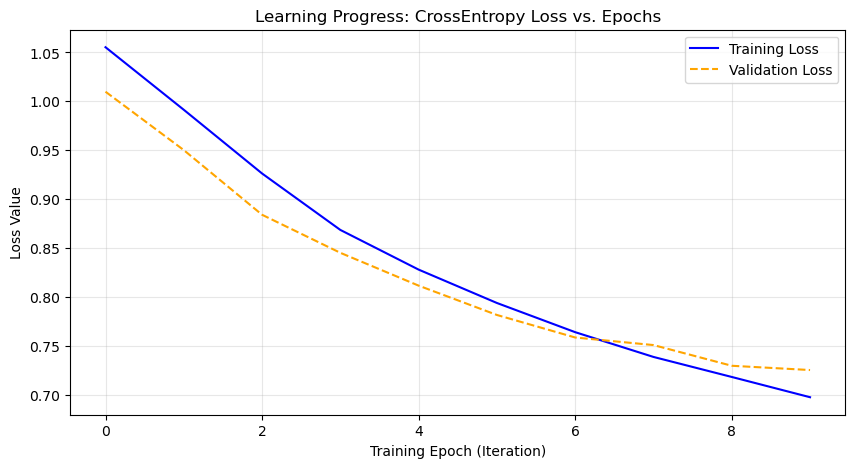 Learning Progress: CrossEntropy Loss vs. Epochs
Training Loss
Validation Loss
Loss Value
1.05
1.00
0.95
0.90
0.85
0.80
0.75
0.70
0 2 4 6 8
Training Epoch (Iteration)